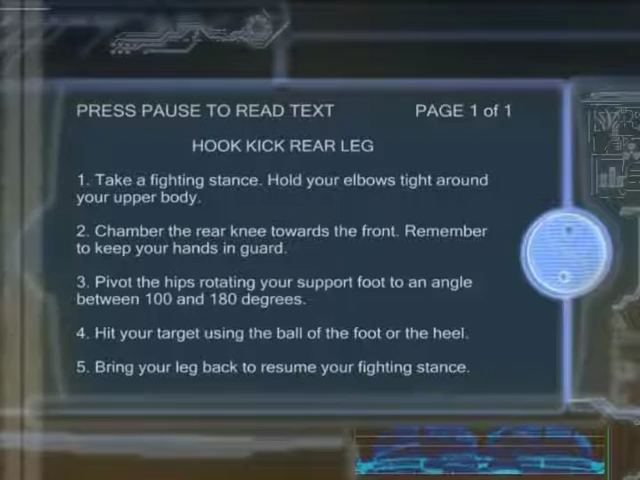 PRESS PAUSE TO READ TEXT PAGE 1 of 1
HOOK KICK REAR LEG
1. Take a fighting stance. Hold your elbows tight around
your upper body.
2. Chamber the rear knee towards the front. Remember
to keep your hands in guard.
3. Pivot the hips rotating your support foot to an angle
between 100 and 180 degrees.
4. Hit your target using the ball of the foot or the heel.
5. Bring your leg back to resume your fighting stance.